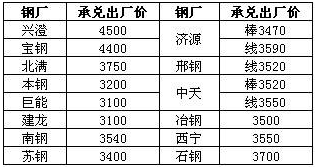 钢厂 承兑出厂价 钢厂 承兑出厂价
兴澄 4500 济源 棒3470
宝钢 4400 线3590
北满 3750 邢钢 线3520
本钢 3200 中天 棒3520
巨能 3100 线3550
建龙 3100 冶钢 3500
南钢 3540 西宁 3550
苏钢 3400 石钢 3700